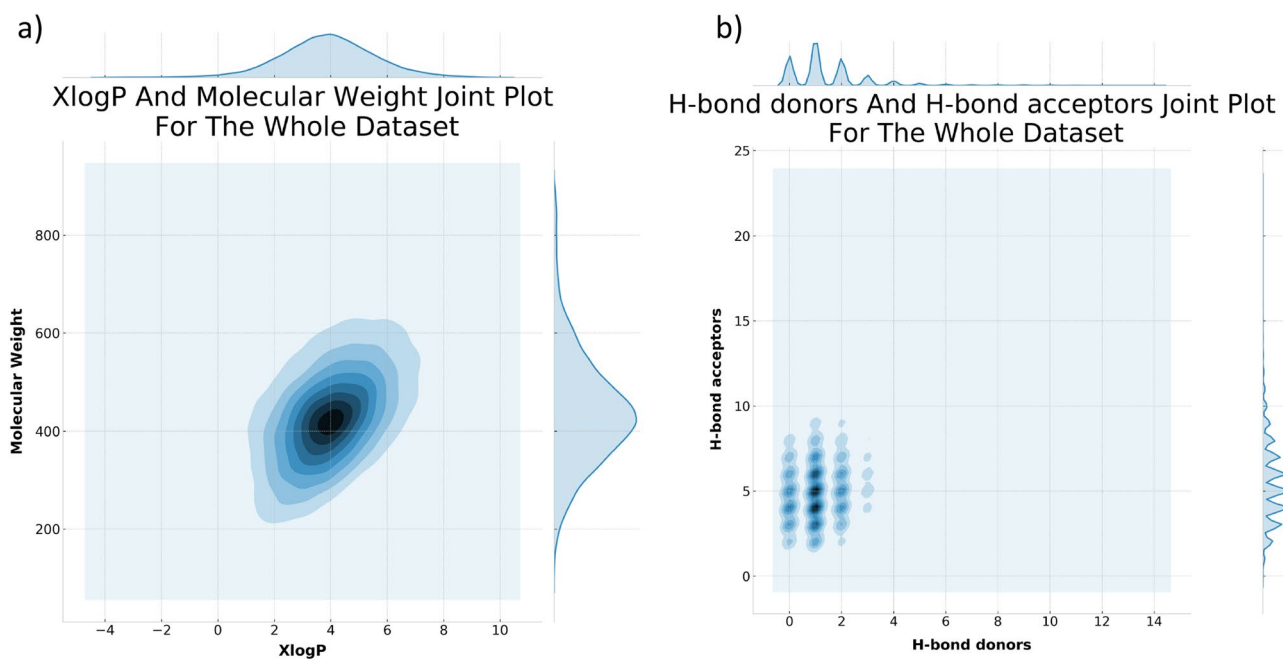 a)
XlogP And Molecular Weight Joint Plot
For The Whole Dataset
Molecular Weight
800
600
400
200
−4 −2 0 2 4 6 8 10
XlogP
b)
H-bond donors And H-bond acceptors Joint Plot
For The Whole Dataset
H-bond acceptors
25
20
15
10
5
0
0 2 4 6 8 10 12 14
H-bond donors